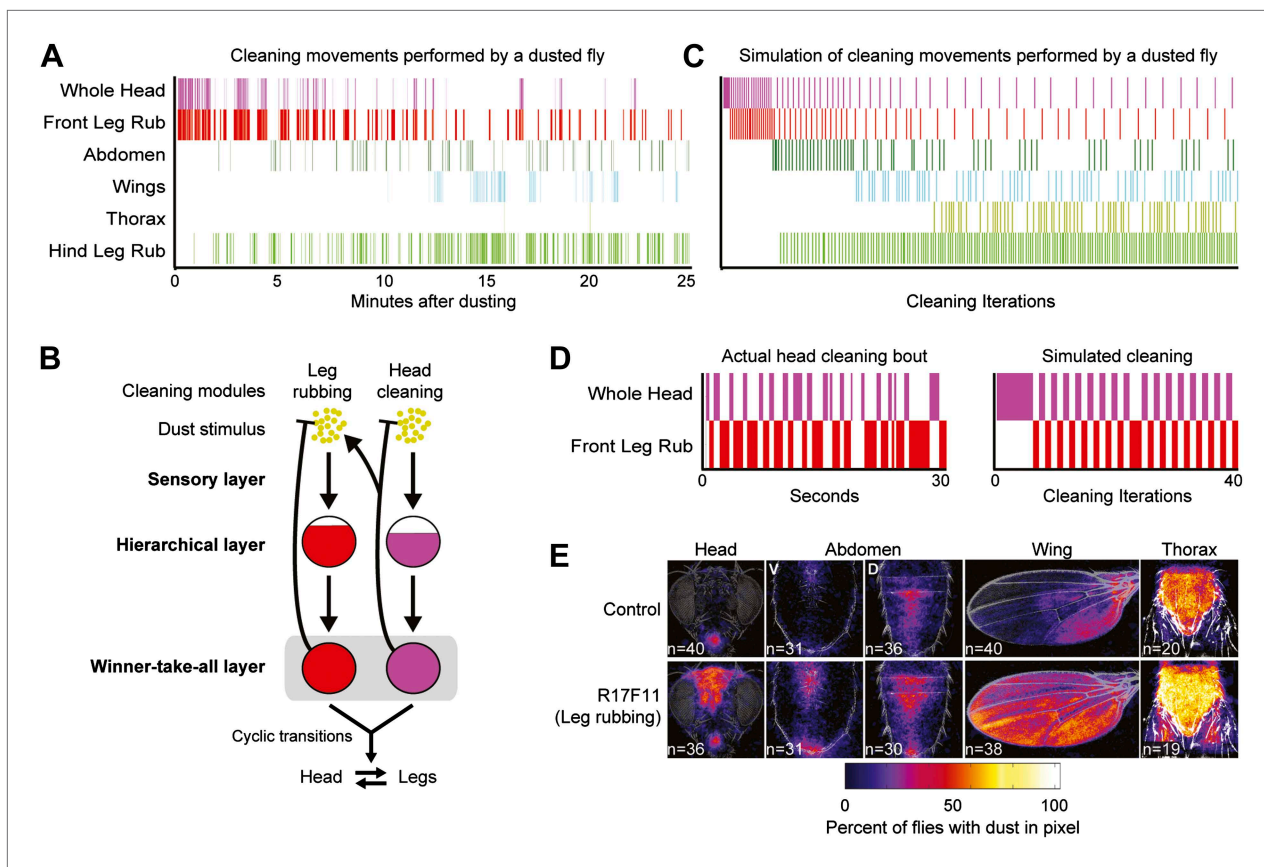 A
Cleaning movements performed by a dusted fly
Whole Head
Front Leg Rub
Abdomen
Wings
Thorax
Hind Leg Rub
0 5 10 15 20 25
Minutes after dusting
C
Simulation of cleaning movements performed by a dusted fly
Cleaning Iterations
B
Cleaning modules
Leg
rubbing
Head
cleaning
Dust stimulus
Sensory layer
Hierarchical layer
Winner-take-all layer
Cyclic transitions
Head Legs
D
Actual head cleaning bout
Simulated cleaning
Whole Head
Front Leg Rub
0 30
Seconds
0 40
Cleaning Iterations
E
Head Abdomen Wing Thorax
Control
V D
n=40 n=31 n=36 n=40 n=20
R17F11
(Leg rubbing)
n=36 n=31 n=30 n=38 n=19
0 50 100
Percent of flies with dust in pixel